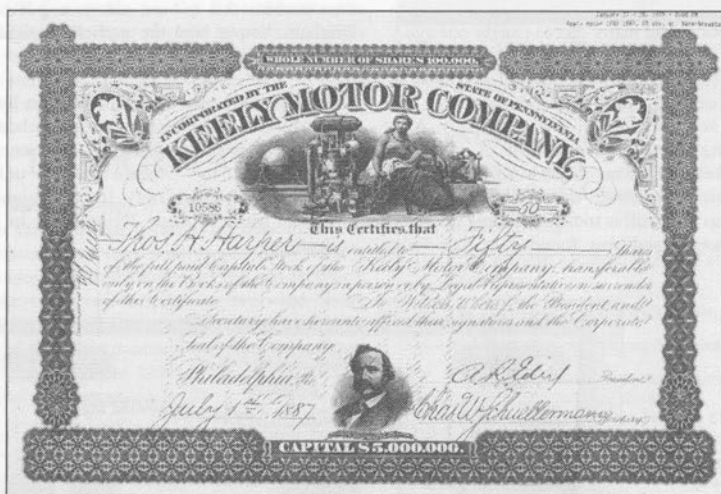 WHOLE NUMBER OF SHARES 100.000.
INCORPORATED BY THE STATE OF PENNSYLVANIA
KEELY MOTOR COMPANY
10586
50
This Certifies that
Thos. H. Harper is entitled to Fifty Shares
of the full paid Capital Stock of the Keely Motor Company, transferable
only on the Books of the Company in person or by Legal Representative on surrender
of this Certificate. In Witness Whereof, the President and
Secretary have hereunto affixed their signatures and the Corporate
Seal of the Company.
Philadelphia, Pa.
July 1st 1887
President
Chas W. Schuellermann
Secretary
CAPITAL $5.000.000.